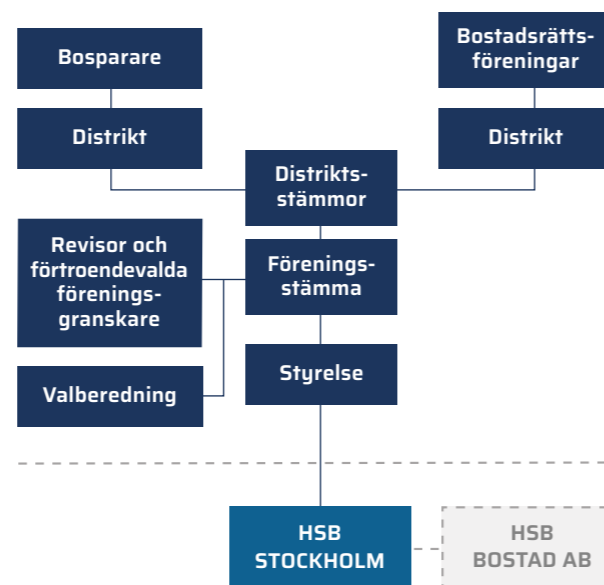 Bosparare
Bostadsrätts-
föreningar
Distrikt
Distrikt
Distrikts-
stämmor
Revisor och
förtroendevalda
förenings-
granskare
Förenings-
stämma
Styrelse
Valberedning
HSB
STOCKHOLM
HSB
BOSTAD AB